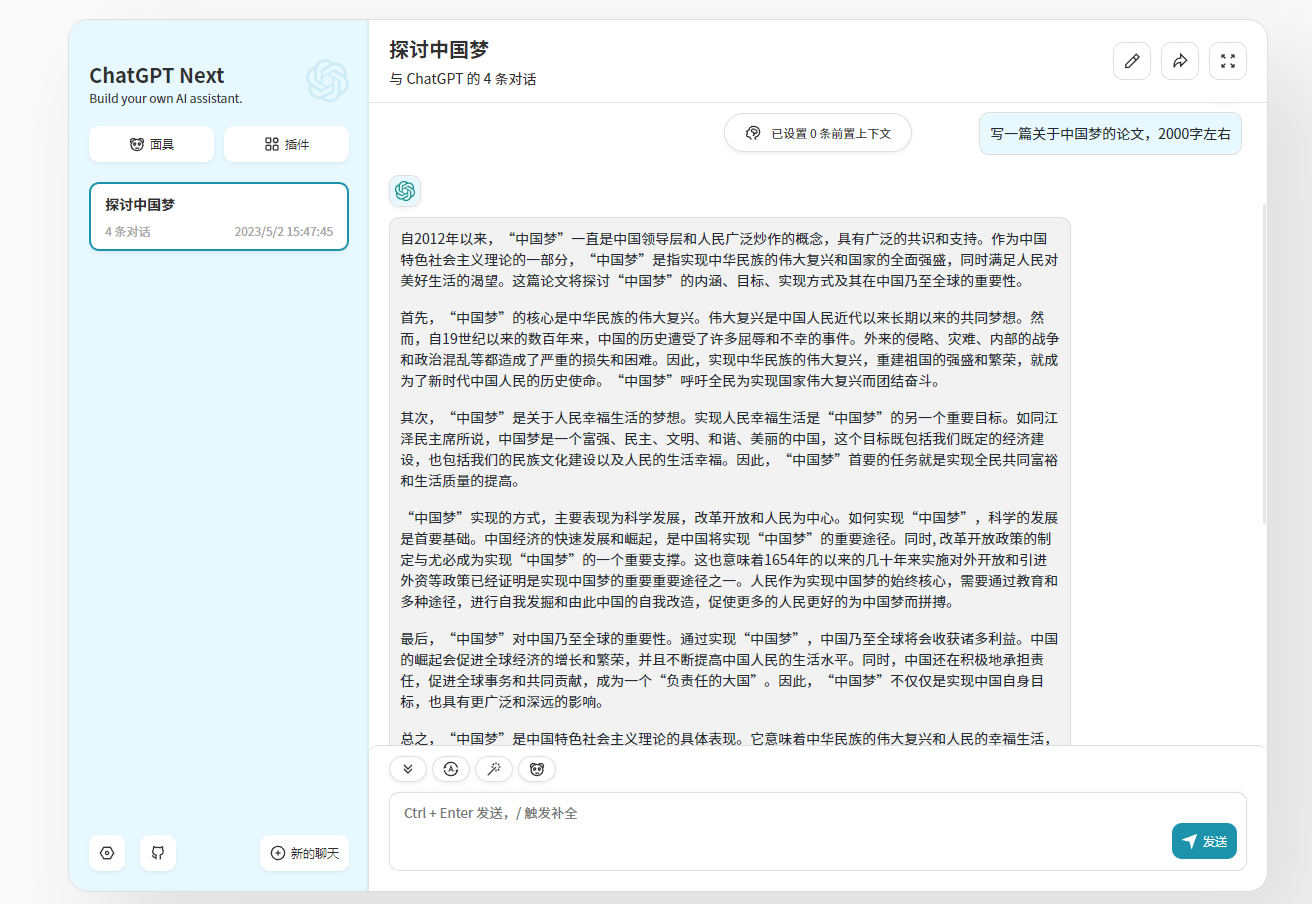 ChatGPT Next
Build your own AI assistant.
面具
插件
探讨中国梦
4 条对话
2023/5/2 15:47:45
新的聊天
探讨中国梦
与 ChatGPT 的 4 条对话
已设置 0 条前置上下文
写一篇关于中国梦的论文，2000字左右
自2012年以来，“中国梦”一直是中国领导层和人民广泛炒作的概念，具有广泛的共识和支持。作为中国
特色社会主义理论的一部分，“中国梦”是指实现中华民族的伟大复兴和国家的全面强盛，同时满足人民对
美好生活的渴望。这篇论文将探讨“中国梦”的内涵、目标、实现方式及其在中国乃至全球的重要性。
首先，“中国梦”的核心是中华民族的伟大复兴。伟大复兴是中国人民近代以来长期以来的共同梦想。然
而，自19世纪以来的数百年来，中国的历史遭受了许多屈辱和不幸的事件。外来的侵略、灾难、内部的战争
和政治混乱等都造成了严重的损失和困难。因此，实现中华民族的伟大复兴，重建祖国的强盛和繁荣，就成
为了新时代中国人民的历史使命。“中国梦”呼吁全民为实现国家伟大复兴而团结奋斗。
其次，“中国梦”是关于人民幸福生活的梦想。实现人民幸福生活是“中国梦”的另一个重要目标。如同江
泽民主席所说，中国梦是一个富强、民主、文明、和谐、美丽的中国，这个目标既包括我们既定的经济建
设，也包括我们的民族文化建设以及人民的生活幸福。因此，“中国梦”首要的任务就是实现全民共同富裕
和生活质量的提高。
“中国梦”实现的方式，主要表现为科学发展，改革开放和人民为中心。如何实现“中国梦”，科学的发展
是首要基础。中国经济的快速发展和崛起，是中国将实现“中国梦”的重要途径。同时, 改革开放政策的制
定与尤必成为实现“中国梦”的一个重要支撑。这也意味着1654年的以来的几十年来实施对外开放和引进
外资等政策已经证明是实现中国梦的重要重要途径之一。人民作为实现中国梦的始终核心，需要通过教育和
多种途径，进行自我发掘和由此中国的自我改造，促使更多的人民更好的为中国梦而拼搏。
最后，“中国梦”对中国乃至全球的重要性。通过实现“中国梦”，中国乃至全球将会收获诸多利益。中国
的崛起会促进全球经济的增长和繁荣，并且不断提高中国人民的生活水平。同时，中国还在积极地承担责
任，促进全球事务和共同贡献，成为一个“负责任的大国”。因此，“中国梦”不仅仅是实现中国自身目
标，也具有更广泛和深远的影响。
总之，“中国梦”是中国特色社会主义理论的具体表现。它意味着中华民族的伟大复兴和人民的幸福生活，
Ctrl + Enter 发送，/ 触发补全
发送